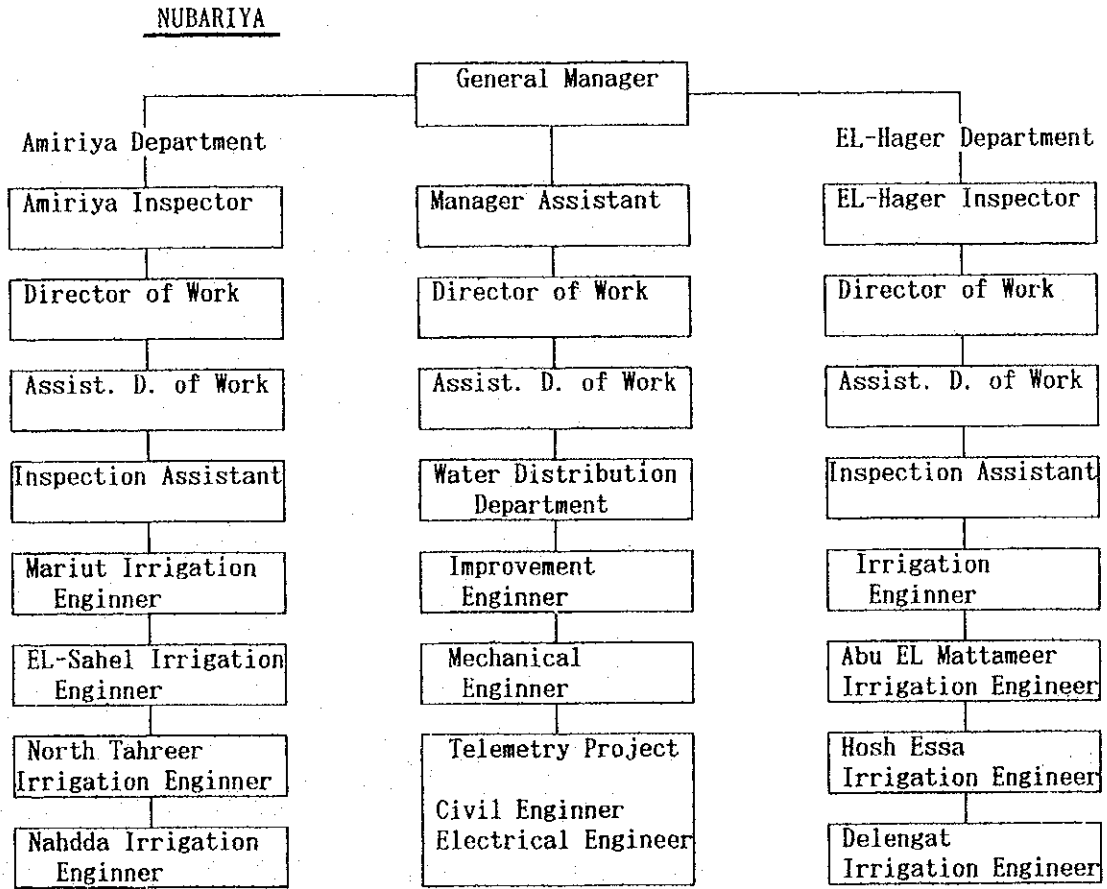 NUBARIYA
General Manager
Amiriya Department
EL-Hager Department
Amiriya Inspector
Manager Assistant
EL-Hager Inspector
Director of Work
Director of Work
Director of Work
Assist. D. of Work
Assist. D. of Work
Assist. D. of Work
Inspection Assistant
Water Distribution
Department
Inspection Assistant
Mariut Irrigation
Enginner
Improvement
Enginner
Irrigation
Enginner
EL-Sahel Irrigation
Enginner
Mechanical
Enginner
Abu EL Mattameer
Irrigation Engineer
North Tahreer
Irrigation Enginner
Telemetry Project
Civil Enginner
Electrical Engineer
Hosh Essa
Irrigation Engineer
Nahdda Irrigation
Enginner
Delengat
Irrigation Engineer